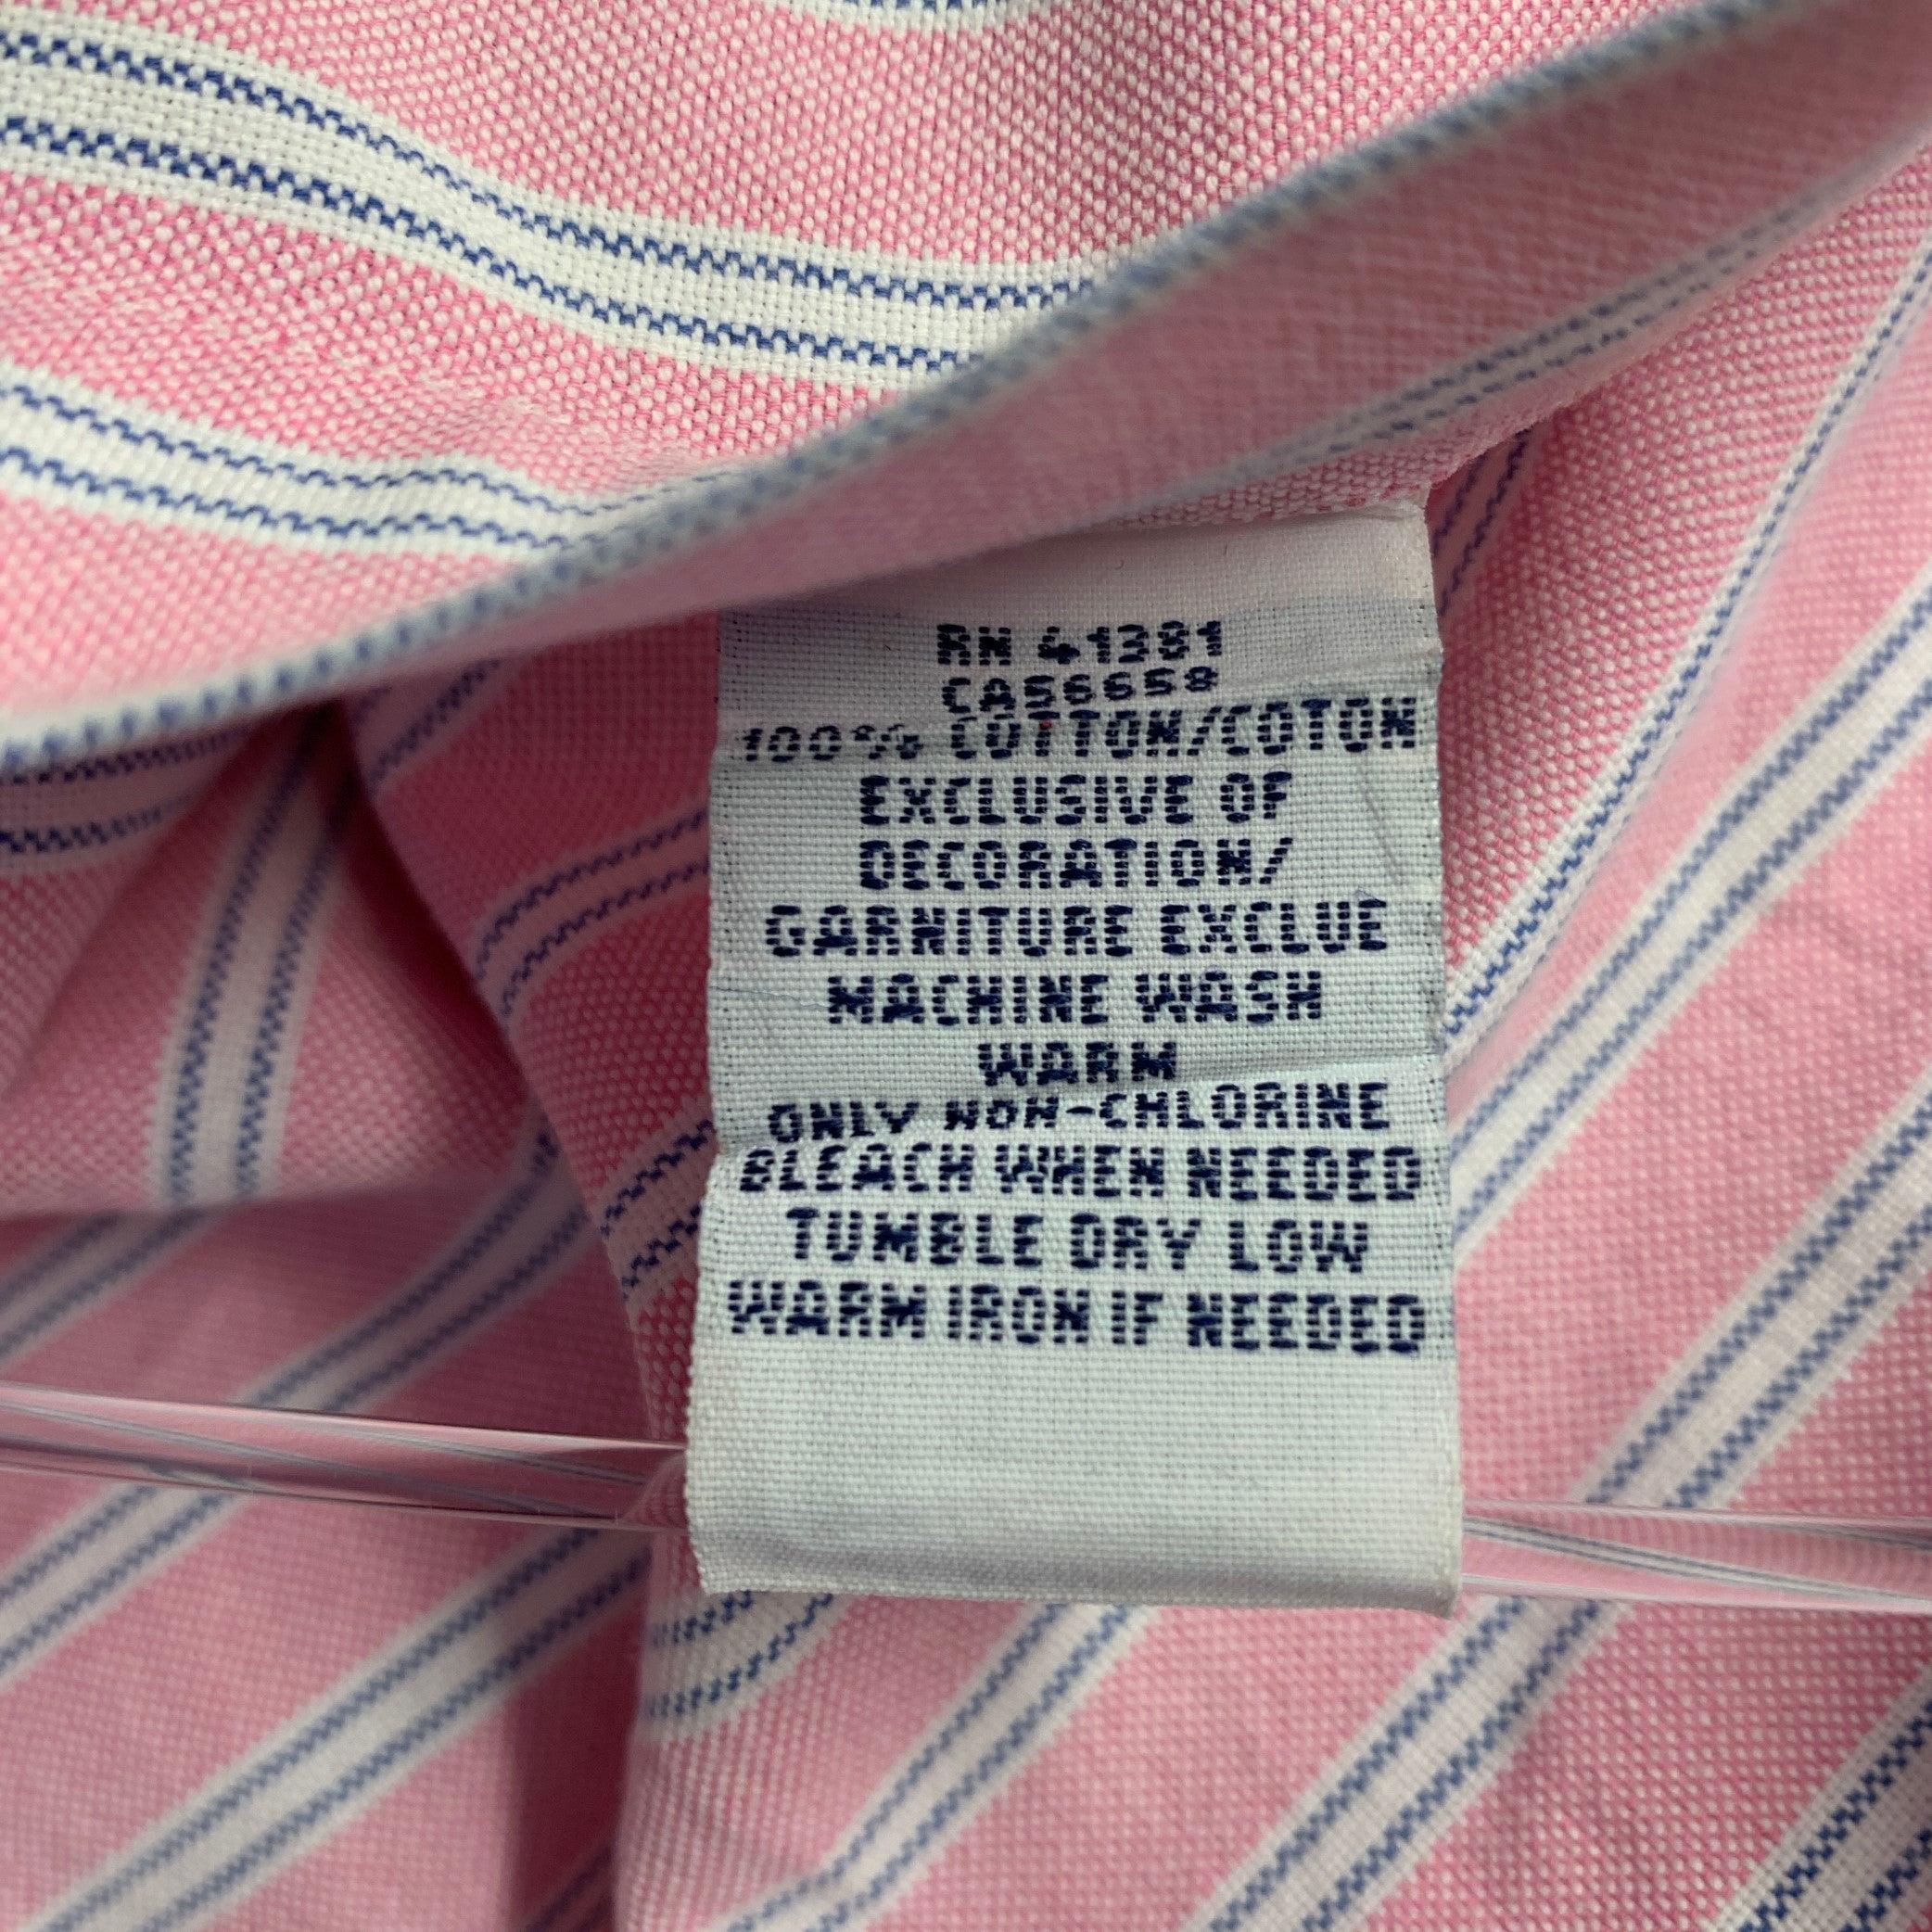 RN 41381
CA56658
100% COTTON/COTON
EXCLUSIVE OF
DECORATION/
GARNITURE EXCLUE
MACHINE WASH
WARM
ONLY NON-CHLORINE
BLEACH WHEN NEEDED
TUMBLE DRY LOW
WARM IRON IF NEEDED